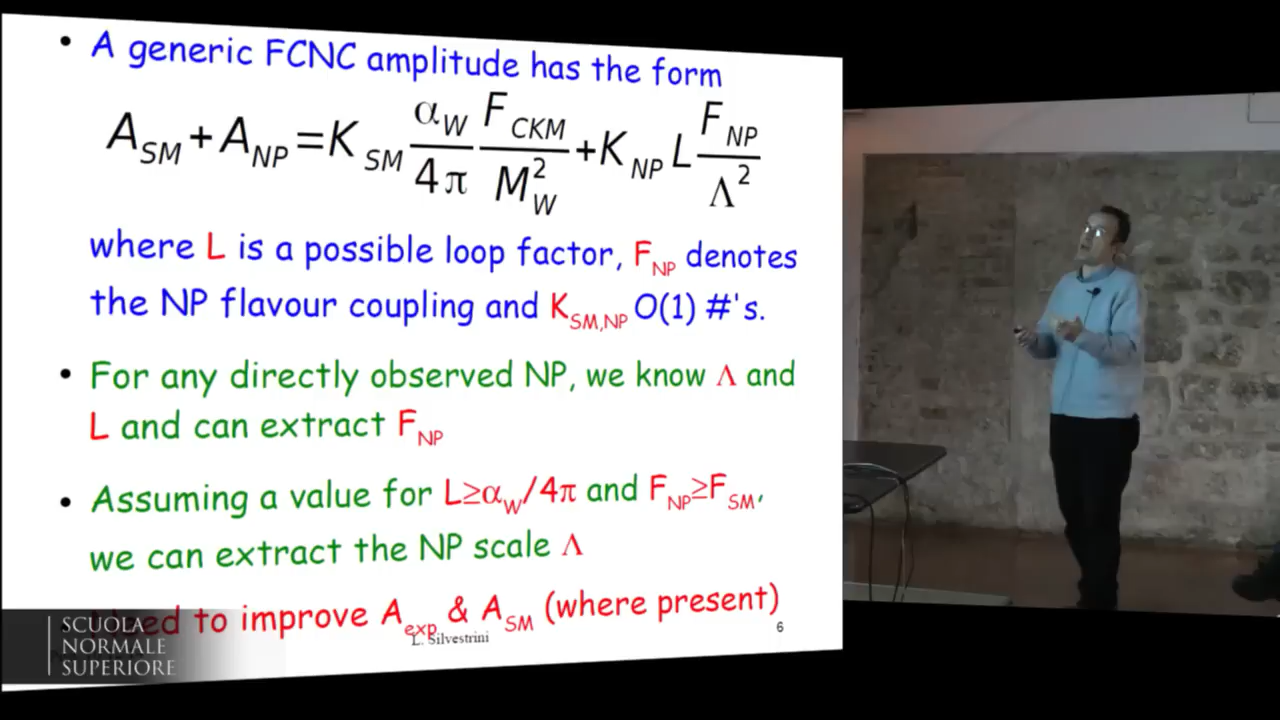 • A generic FCNC amplitude has the form
A_SM + A_NP = K_SM α_W/4π F_CKM/M_W^2 + K_NP L F_NP/Λ^2
where L is a possible loop factor, F_NP denotes
the NP flavour coupling and K_SM,NP O(1) #'s.
• For any directly observed NP, we know Λ and
L and can extract F_NP
• Assuming a value for L≥α_W/4π and F_NP≥F_SM,
we can extract the NP scale Λ
to improve A_exp & A_SM (where present)
L. Silvestrini
6
SCUOLA
NORMALE
SUPERIORE